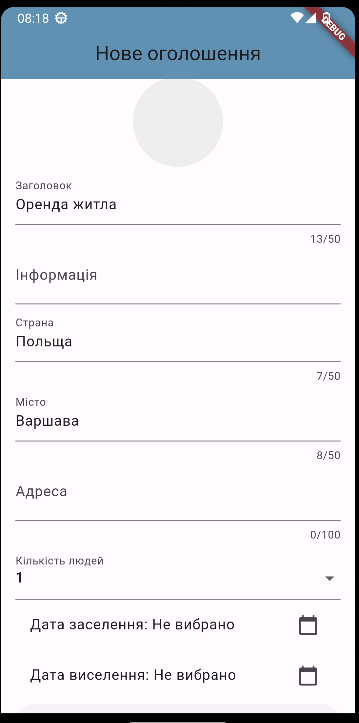 08:18
DEBUG
Нове оголошення
Заголовок
Оренда житла
13/50
Інформація
Страна
Польща
7/50
Місто
Варшава
8/50
Адреса
0/100
Кількість людей
1
Дата заселення: Не вибрано
Дата виселення: Не вибрано